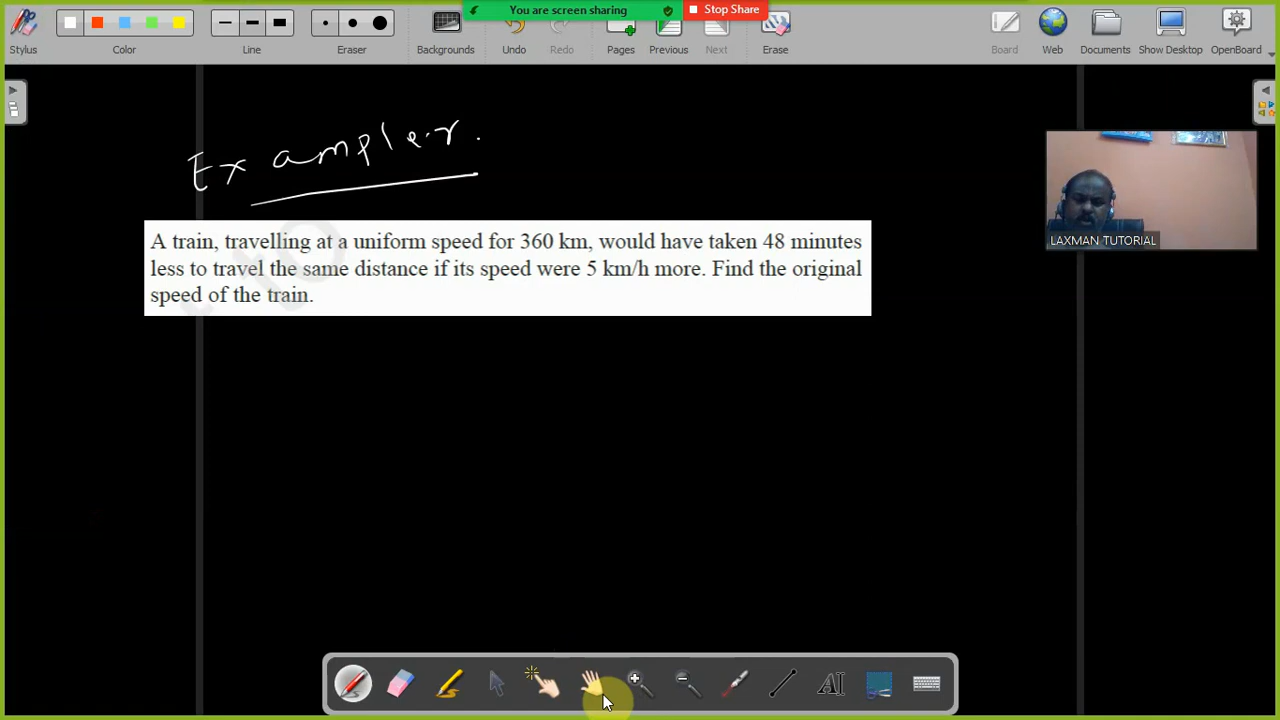 You are screen sharing Stop Share
Stylus Color Line Eraser Backgrounds Undo Redo Pages Previous Next Erase Board Web Documents Show Desktop OpenBoard
Exampler.
LAXMAN TUTORIAL
A train, travelling at a uniform speed for 360 km, would have taken 48 minutes
less to travel the same distance if its speed were 5 km/h more. Find the original
speed of the train.